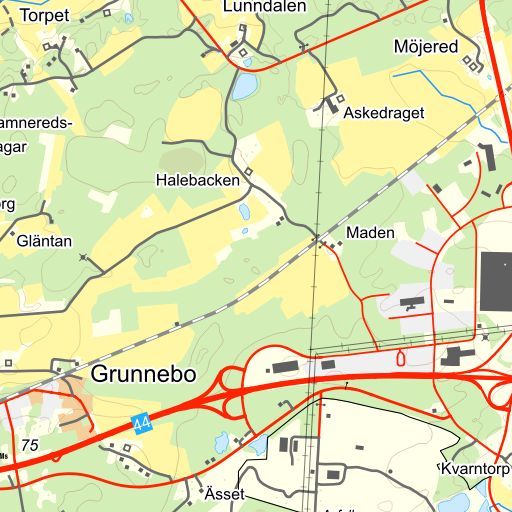 Torpet
Lunndalen
Möjered
Askedraget
amnereds-
agar
Halebacken
rg
Gläntan
Maden
Grunnebo
44
75
Kvarntorp
Ässet